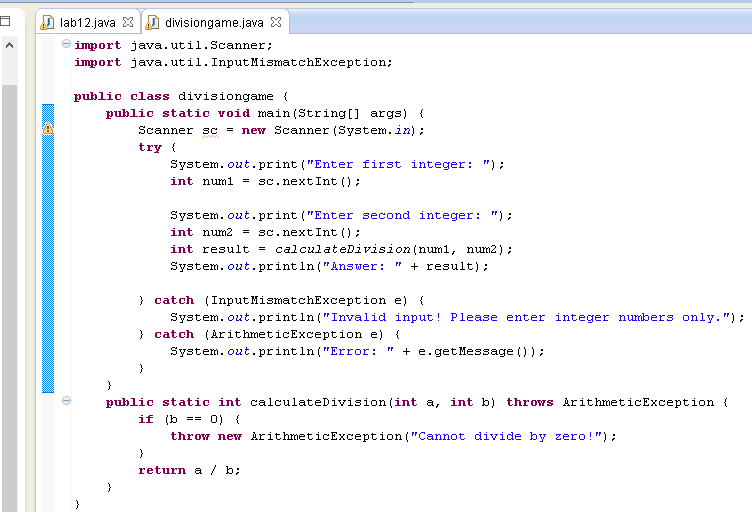 lab12.java divisiongame.java
import java.util.Scanner;
import java.util.InputMismatchException;
public class divisiongame {
    public static void main(String[] args) {
        Scanner sc = new Scanner(System.in);
        try {
            System.out.print("Enter first integer: ");
            int num1 = sc.nextInt();
            System.out.print("Enter second integer: ");
            int num2 = sc.nextInt();
            int result = calculateDivision(num1, num2);
            System.out.println("Answer: " + result);
        } catch (InputMismatchException e) {
            System.out.println("Invalid input! Please enter integer numbers only.");
        } catch (ArithmeticException e) {
            System.out.println("Error: " + e.getMessage());
        }
    }
    public static int calculateDivision(int a, int b) throws ArithmeticException {
        if (b == 0) {
            throw new ArithmeticException("Cannot divide by zero!");
        }
        return a / b;
    }
}